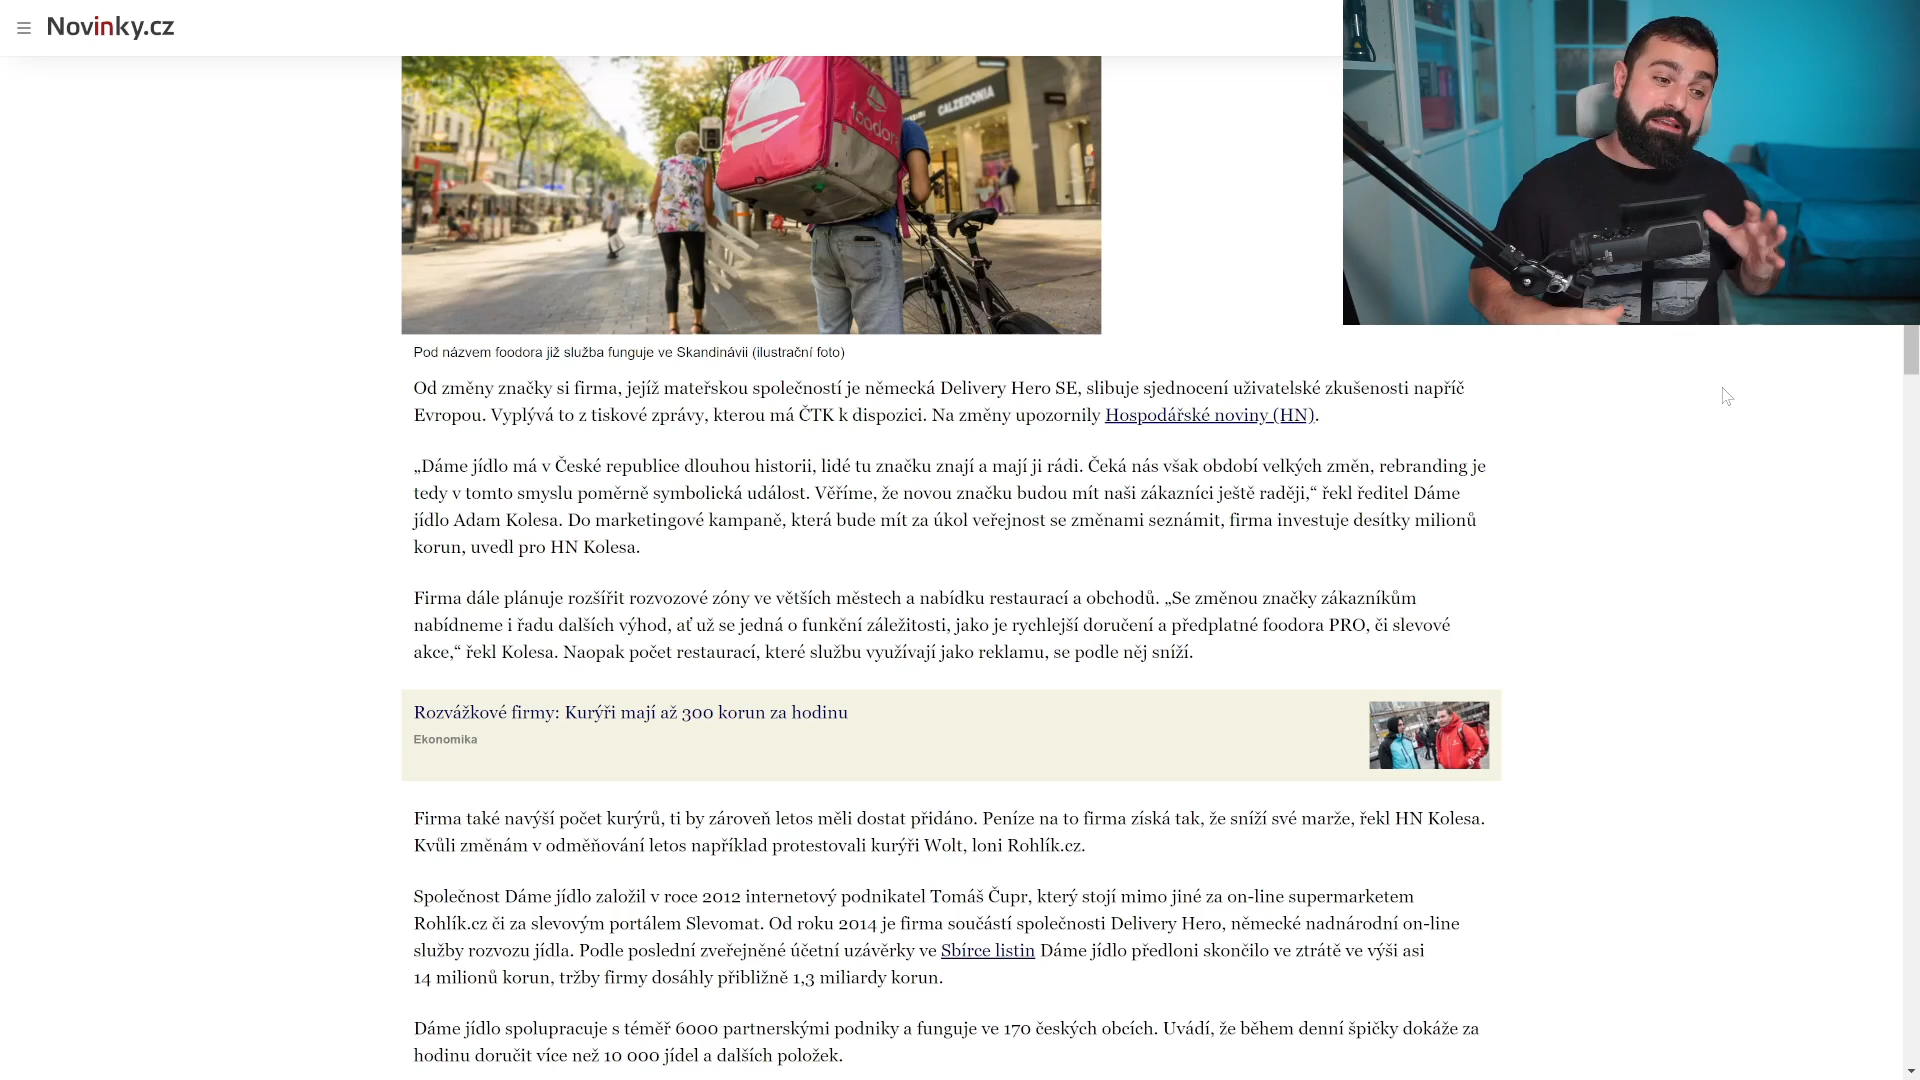 Novinky.cz
CALZEDONIA
foodora
Pod názvem foodora již služba funguje ve Skandinávii (ilustrační foto)
Od změny značky si firma, jejíž mateřskou společností je německá Delivery Hero SE, slibuje sjednocení uživatelské zkušenosti napříč
Evropou. Vyplývá to z tiskové zprávy, kterou má ČTK k dispozici. Na změny upozornily Hospodářské noviny (HN).
„Dáme jídlo má v České republice dlouhou historii, lidé tu značku znají a mají ji rádi. Čeká nás však období velkých změn, rebranding je
tedy v tomto smyslu poměrně symbolická událost. Věříme, že novou značku budou mít naši zákazníci ještě raději,“ řekl ředitel Dáme
jídlo Adam Kolesa. Do marketingové kampaně, která bude mít za úkol veřejnost se změnami seznámit, firma investuje desítky milionů
korun, uvedl pro HN Kolesa.
Firma dále plánuje rozšířit rozvozové zóny ve větších městech a nabídku restaurací a obchodů. „Se změnou značky zákazníkům
nabídneme i řadu dalších výhod, ať už se jedná o funkční záležitosti, jako je rychlejší doručení a předplatné foodora PRO, či slevové
akce,“ řekl Kolesa. Naopak počet restaurací, které službu využívají jako reklamu, se podle něj sníží.
Rozvážkové firmy: Kurýři mají až 300 korun za hodinu
Ekonomika
Firma také navýší počet kurýrů, ti by zároveň letos měli dostat přidáno. Peníze na to firma získá tak, že sníží své marže, řekl HN Kolesa.
Kvůli změnám v odměňování letos například protestovali kurýři Wolt, loni Rohlík.cz.
Společnost Dáme jídlo založil v roce 2012 internetový podnikatel Tomáš Čupr, který stojí mimo jiné za on-line supermarketem
Rohlík.cz či za slevovým portálem Slevomat. Od roku 2014 je firma součástí společnosti Delivery Hero, německé nadnárodní on-line
služby rozvozu jídla. Podle poslední zveřejněné účetní uzávěrky ve Sbírce listin Dáme jídlo předloni skončilo ve ztrátě ve výši asi
14 milionů korun, tržby firmy dosáhly přibližně 1,3 miliardy korun.
Dáme jídlo spolupracuje s téměř 6000 partnerskými podniky a funguje ve 170 českých obcích. Uvádí, že během denní špičky dokáže za
hodinu doručit více než 10 000 jídel a dalších položek.